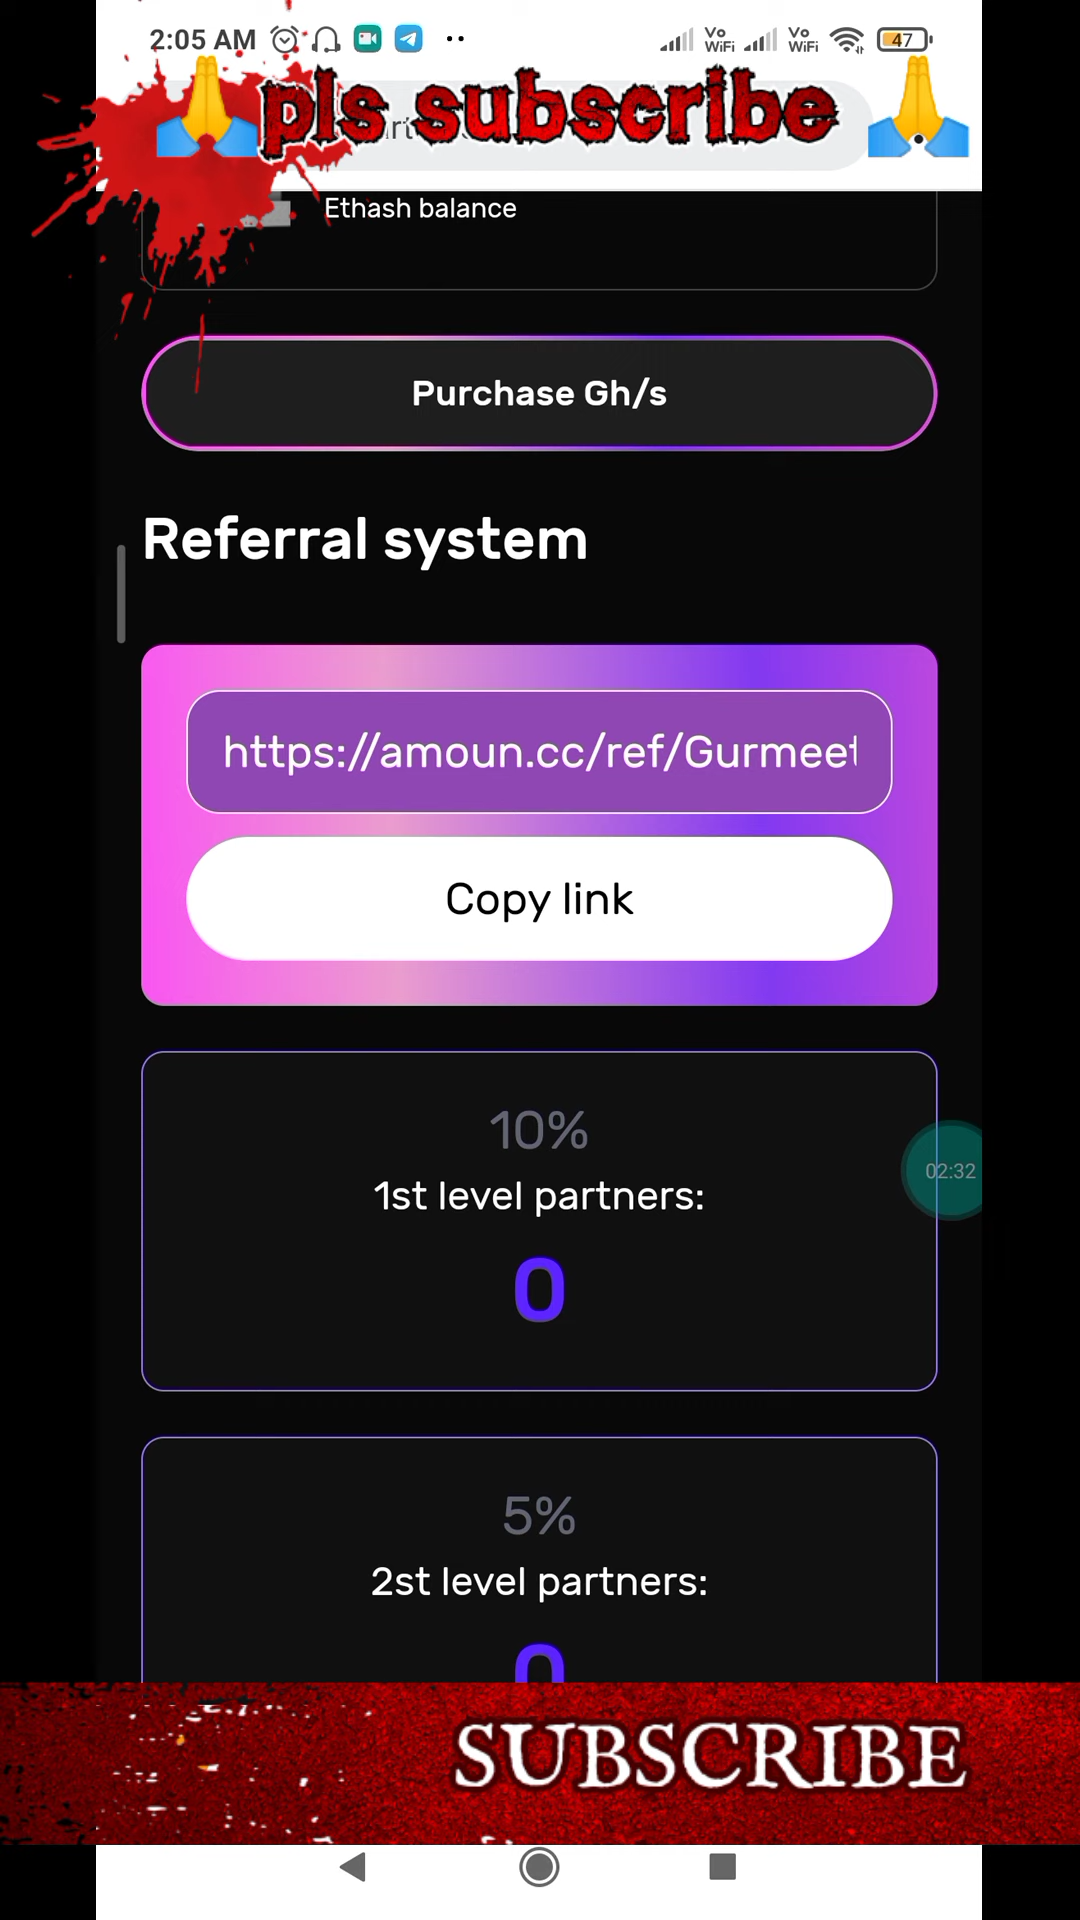 2:05 AM
Vo
WiFi
Vo
WiFi
47
pls subscribe
Ethash balance
Purchase Gh/s
Referral system
https://amoun.cc/ref/Gurmeet
Copy link
10%
1st level partners:
02:32
0
5%
2st level partners:
0
SUBSCRIBE